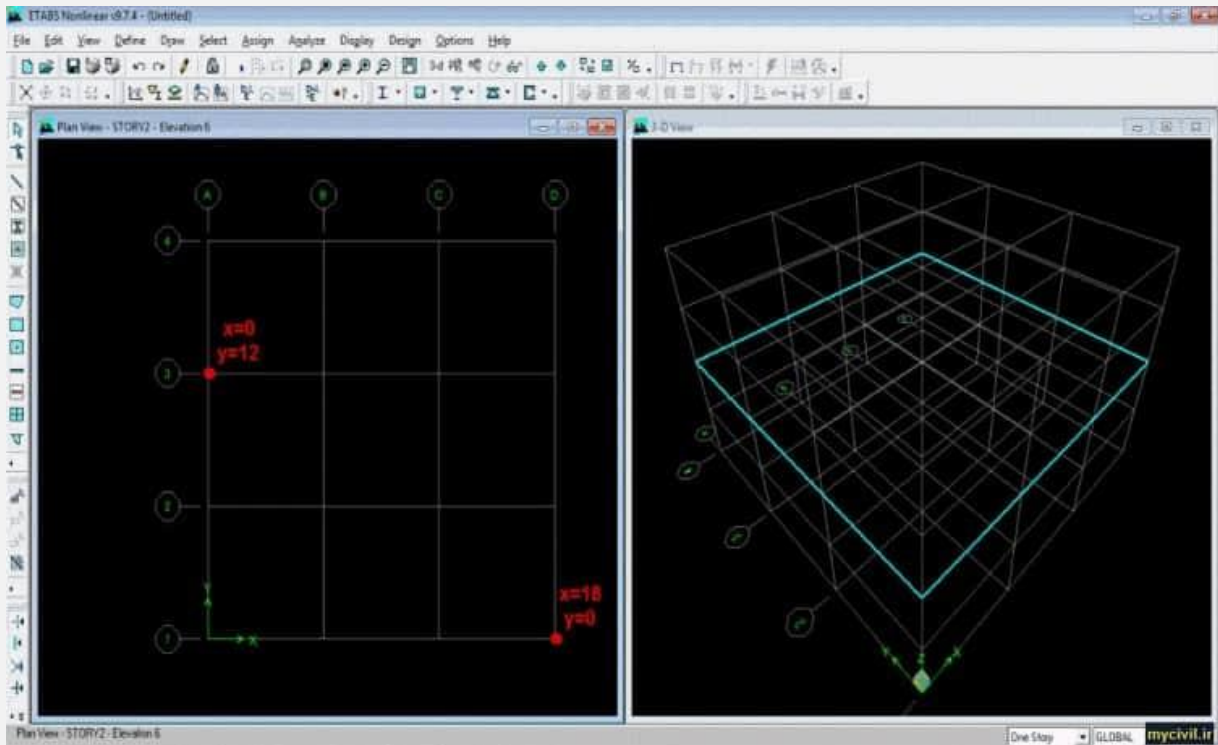 ETABS Nonlinear v9.7.4 - (Untitled)
File Edit View Define Draw Select Assign Analyze Display Design Options Help
Plan View - STORY2 - Elevation 6
3-D View
A B C D
4
x=0
y=12
3
2
x=18
y=0
Y
X
1
Y Z X
Plan View - STORY2 - Elevation 6
One Story
GLOBAL
mycivil.ir